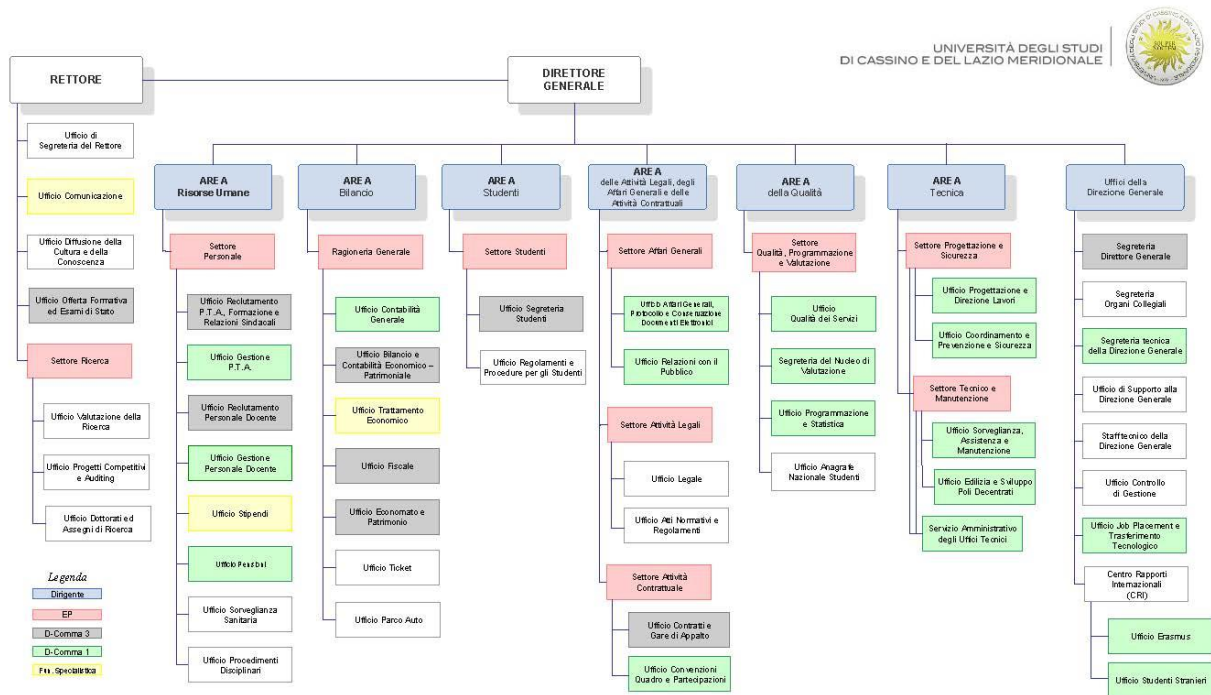 UNIVERSITÀ DEGLI STUDI
DI CASSINO E DEL LAZIO MERIDIONALE
RETTORE
DIRETTORE
GENERALE
Ufficio di
Segreteria del Rettore
Ufficio Comunicazione
Ufficio Diffusione della
Cultura e della
Conoscenza
Ufficio Offerta Formativa
ed Esami di Stato
Settore Ricerca
Ufficio Valutazione della
Ricerca
Ufficio Progetti Competitivi
e Auditing
Ufficio Dottorati ed
Assegni di Ricerca
Legenda
Dirigente
EP
D-Comma 3
D-Comma 1
Fun. Specialistica
AREA
Risorse Umane
Settore
Personale
Ufficio Reclutamento
P.T.A., Formazione e
Relazioni Sindacali
Ufficio Gestione
P.T.A.
Ufficio Reclutamento
Personale Docente
Ufficio Gestione
Personale Docente
Ufficio Stipendi
Ufficio Pensioni
Ufficio Sorveglianza
Sanitaria
Ufficio Procedimenti
Disciplinari
AREA
Bilancio
Ragioneria Generale
Ufficio Contabilità
Generale
Ufficio Bilancio e
Contabilità Economico –
Patrimoniale
Ufficio Trattamento
Economico
Ufficio Fiscale
Ufficio Economato e
Patrimonio
Ufficio Ticket
Ufficio Parco Auto
AREA
Studenti
Settore Studenti
Ufficio Segreteria
Studenti
Ufficio Regolamenti e
Procedure per gli Studenti
AREA
delle Attività Legali, degli
Affari Generali e delle
Attività Contrattuali
Settore Affari Generali
Ufficio Affari Generali,
Protocollo e Conservazione
Documenti Elettronici
Ufficio Relazioni con il
Pubblico
Settore Attività Legali
Ufficio Legale
Ufficio Atti Normativi e
Regolamenti
Settore Attività
Contrattuale
Ufficio Contratti e
Gare di Appalto
Ufficio Convenzioni
Quadro e Partecipazioni
AREA
della Qualità
Settore
Qualità, Programmazione
e Valutazione
Ufficio
Qualità dei Servizi
Segreteria del Nucleo di
Valutazione
Ufficio Programmazione
e Statistica
Ufficio Anagrafe
Nazionale Studenti
AREA
Tecnica
Settore Progettazione e
Sicurezza
Ufficio Progettazione e
Direzione Lavori
Ufficio Coordinamento e
Prevenzione e Sicurezza
Settore Tecnico e
Manutenzione
Ufficio Sorveglianza,
Assistenza e
Manutenzione
Ufficio Edilizia e Sviluppo
Poli Decentrati
Servizio Amministrativo
degli Uffici Tecnici
Uffici della
Direzione Generale
Segreteria
Direttore Generale
Segreteria
Organi Collegiali
Segreteria tecnica
della Direzione Generale
Ufficio di Supporto alla
Direzione Generale
Staff tecnico della
Direzione Generale
Ufficio Controllo
di Gestione
Ufficio Job Placement e
Trasferimento
Tecnologico
Centro Rapporti
Internazionali
(CRI)
Ufficio Erasmus
Ufficio Studenti Stranieri